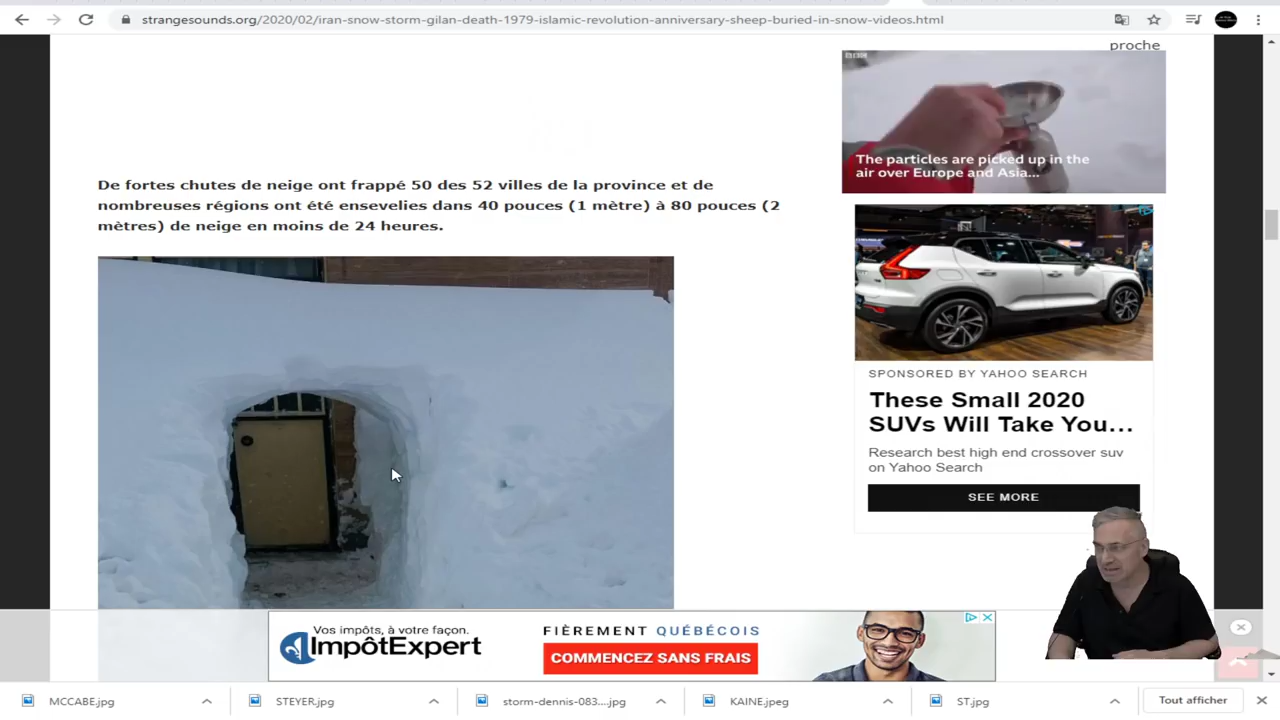 strangesounds.org/2020/02/iran-snow-storm-gilan-death-1979-islamic-revolution-anniversary-sheep-buried-in-snow-videos.html
proche
BBC
The particles are picked up in the
air over Europe and Asia...
De fortes chutes de neige ont frappé 50 des 52 villes de la province et de
nombreuses régions ont été ensevelies dans 40 pouces (1 mètre) à 80 pouces (2
mètres) de neige en moins de 24 heures.
SPONSORED BY YAHOO SEARCH
These Small 2020
SUVs Will Take You...
Research best high end crossover suv
on Yahoo Search
SEE MORE
Vos impôts, à votre façon.
ImpôtExpert
FIÈREMENT QUÉBÉCOIS
COMMENCEZ SANS FRAIS
MCCABE.jpg
STEYER.jpg
storm-dennis-083....jpg
KAINE.jpeg
ST.jpg
Tout afficher